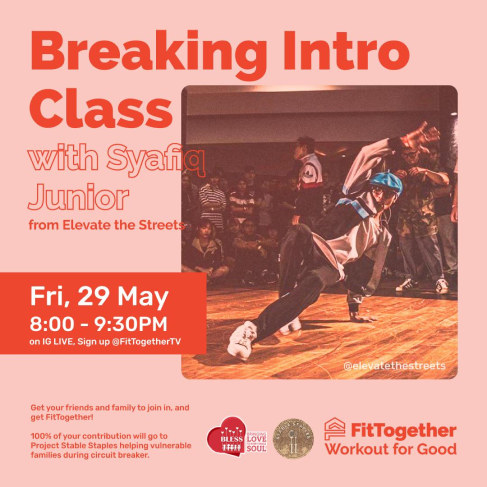 Breaking Intro
Class
with Syafiq
Junior
from Elevate the Streets
Fri, 29 May
8:00 - 9:30PM
on IG LIVE, Sign up @FitTogetherTV
@elevatethestreets
Get your friends and family to join in, and
get FitTogether!
100% of your contribution will go to
Project Stable Staples helping vulnerable
families during circuit breaker.
BLESS
LOVE
SOUL
FitTogether
Workout for Good